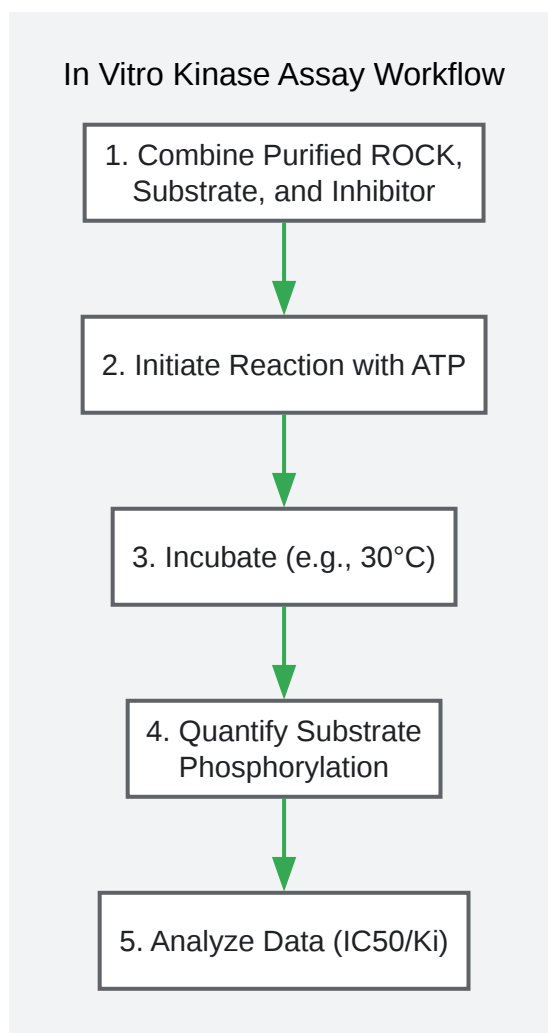 In Vitro Kinase Assay Workflow
1. Combine Purified ROCK,
Substrate, and Inhibitor
2. Initiate Reaction with ATP
3. Incubate (e.g., 30°C)
4. Quantify Substrate
Phosphorylation
5. Analyze Data (IC50/Ki)